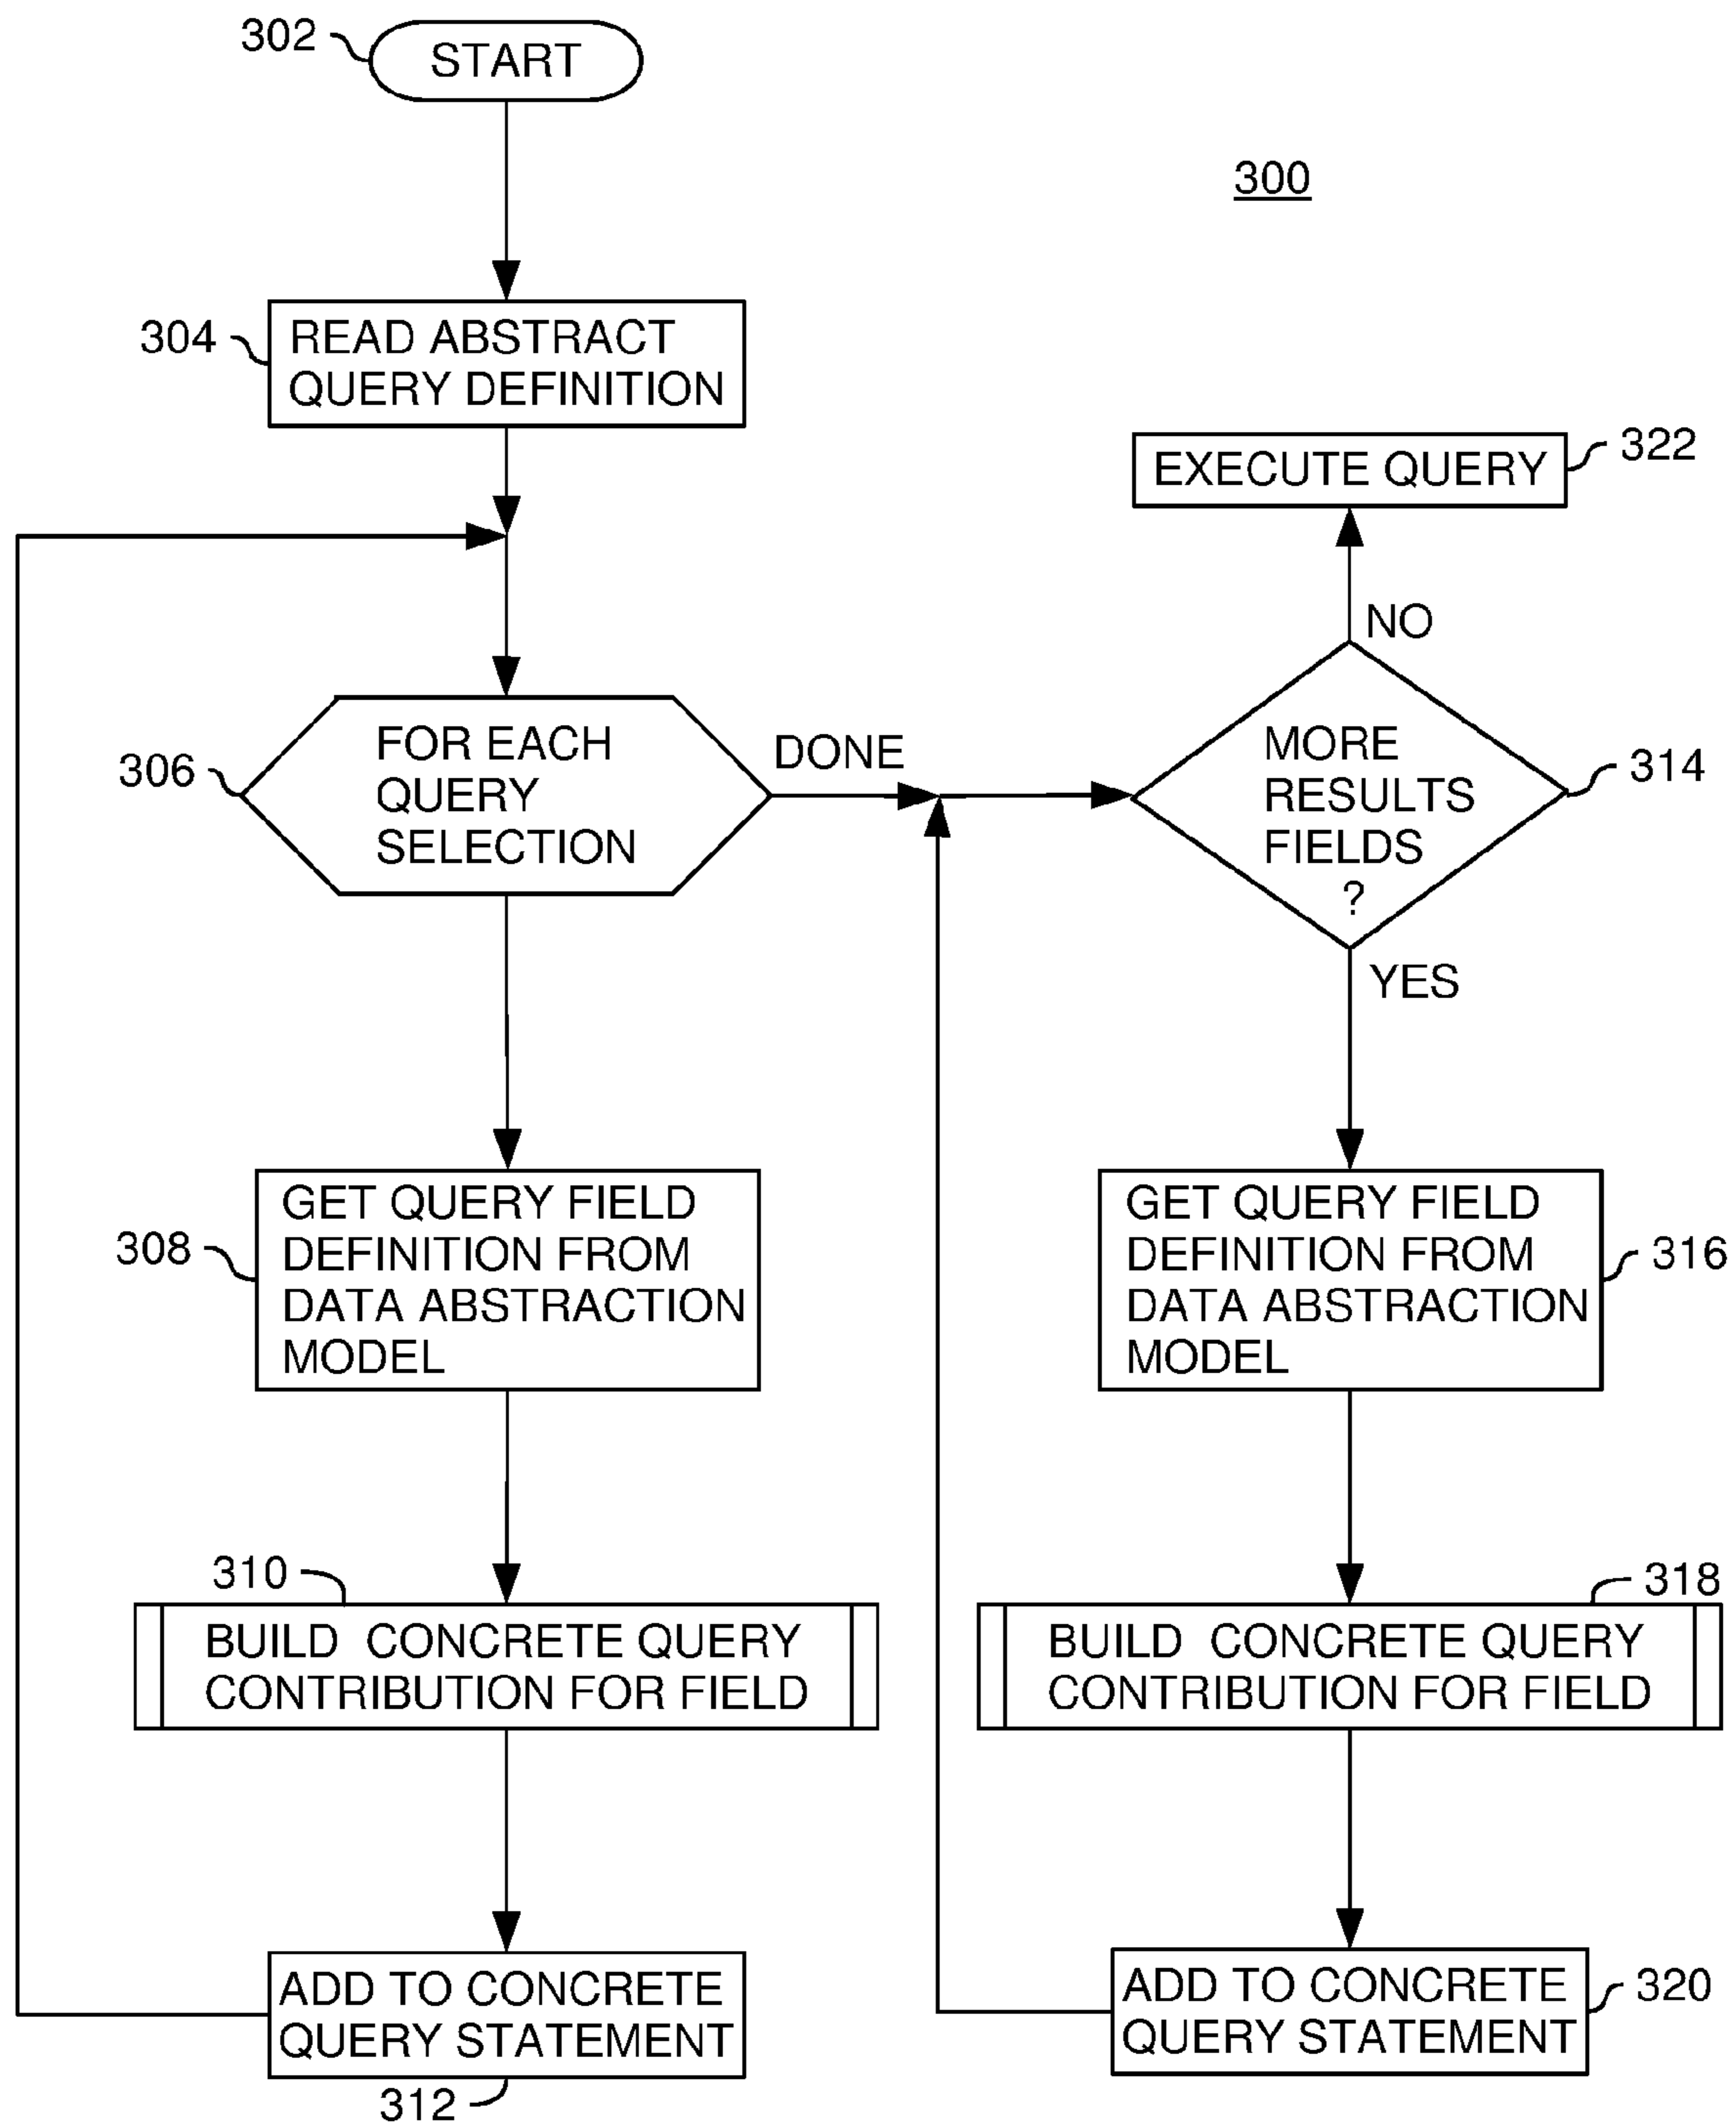 302
START
300
304
READ ABSTRACT
QUERY DEFINITION
EXECUTE QUERY
322
NO
306
FOR EACH
QUERY
SELECTION
DONE
MORE
RESULTS
FIELDS
?
314
YES
308
GET QUERY FIELD
DEFINITION FROM
DATA ABSTRACTION
MODEL
GET QUERY FIELD
DEFINITION FROM
DATA ABSTRACTION
MODEL
316
310
BUILD CONCRETE QUERY
CONTRIBUTION FOR FIELD
318
BUILD CONCRETE QUERY
CONTRIBUTION FOR FIELD
ADD TO CONCRETE
QUERY STATEMENT
312
ADD TO CONCRETE
QUERY STATEMENT
320